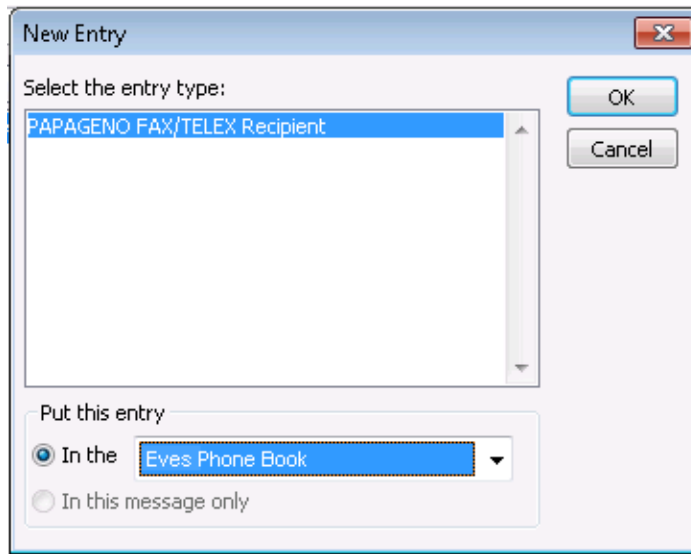 New Entry
Select the entry type:
OK
PAPAGENO FAX/TELEX Recipient
Cancel
Put this entry
In the Eves Phone Book
In this message only